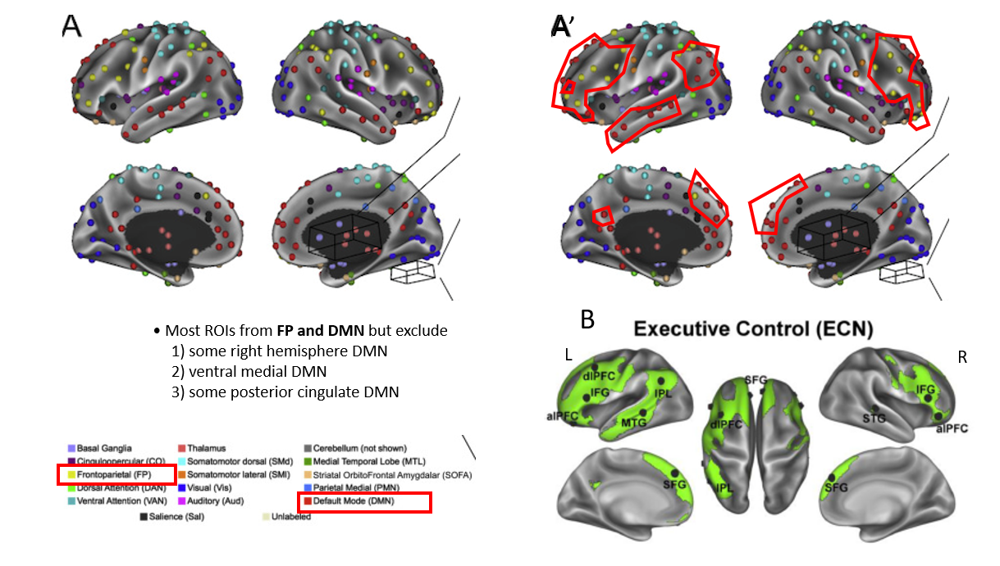 A
A'
• Most ROIs from FP and DMN but exclude
1) some right hemisphere DMN
2) ventral medial DMN
3) some posterior cingulate DMN
Basal Ganglia
Thalamus
Cerebellum (not shown)
Cinguloopercular (CO)
Somatomotor dorsal (SMd)
Medial Temporal Lobe (MTL)
Frontoparietal (FP)
Somatomotor lateral (SMl)
Striatal OrbitoFrontal Amygdalar (SOFA)
Dorsal Attention (DAN)
Visual (Vis)
Parietal Medial (PMN)
Ventral Attention (VAN)
Auditory (Aud)
Default Mode (DMN)
Salience (Sal)
Unlabeled
B
Executive Control (ECN)
L
R
dlPFC
IFG
IPL
alPFC
MTG
SFG
dlPFC
IPL
IFG
STG
alPFC
SFG
SFG